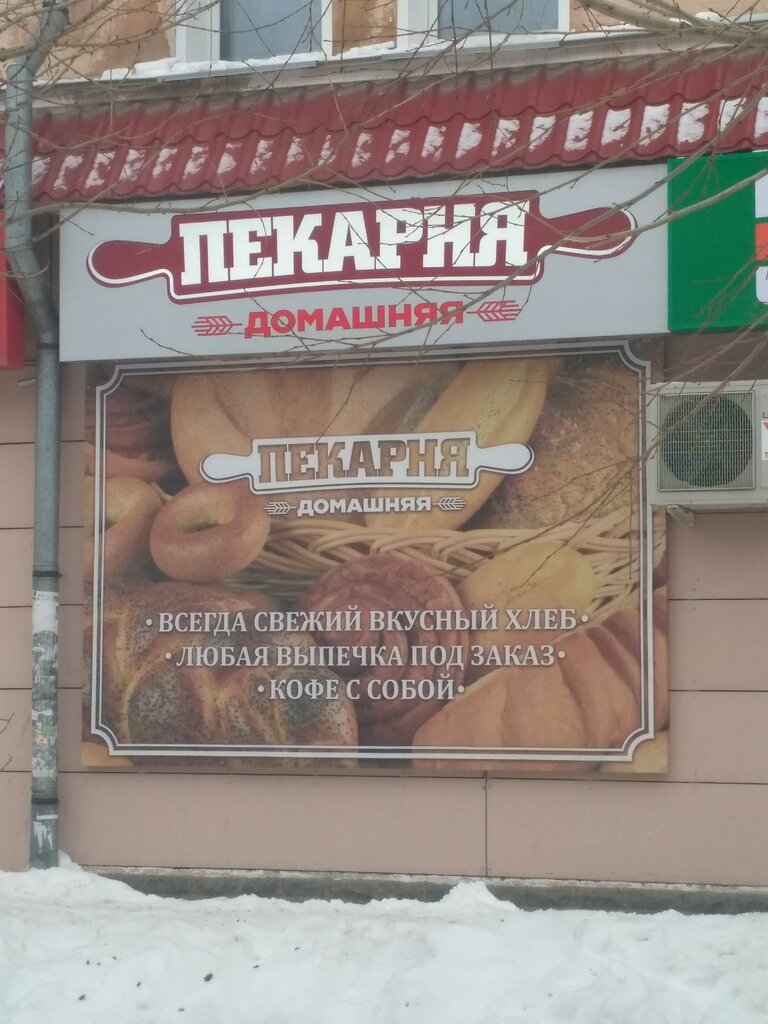 ПЕКАРНЯ
ДОМАШНЯЯ
ПЕКАРНЯ
ДОМАШНЯЯ
• ВСЕГДА СВЕЖИЙ ВКУСНЫЙ ХЛЕБ •
• ЛЮБАЯ ВЫПЕЧКА ПОД ЗАКАЗ •
• КОФЕ С СОБОЙ •